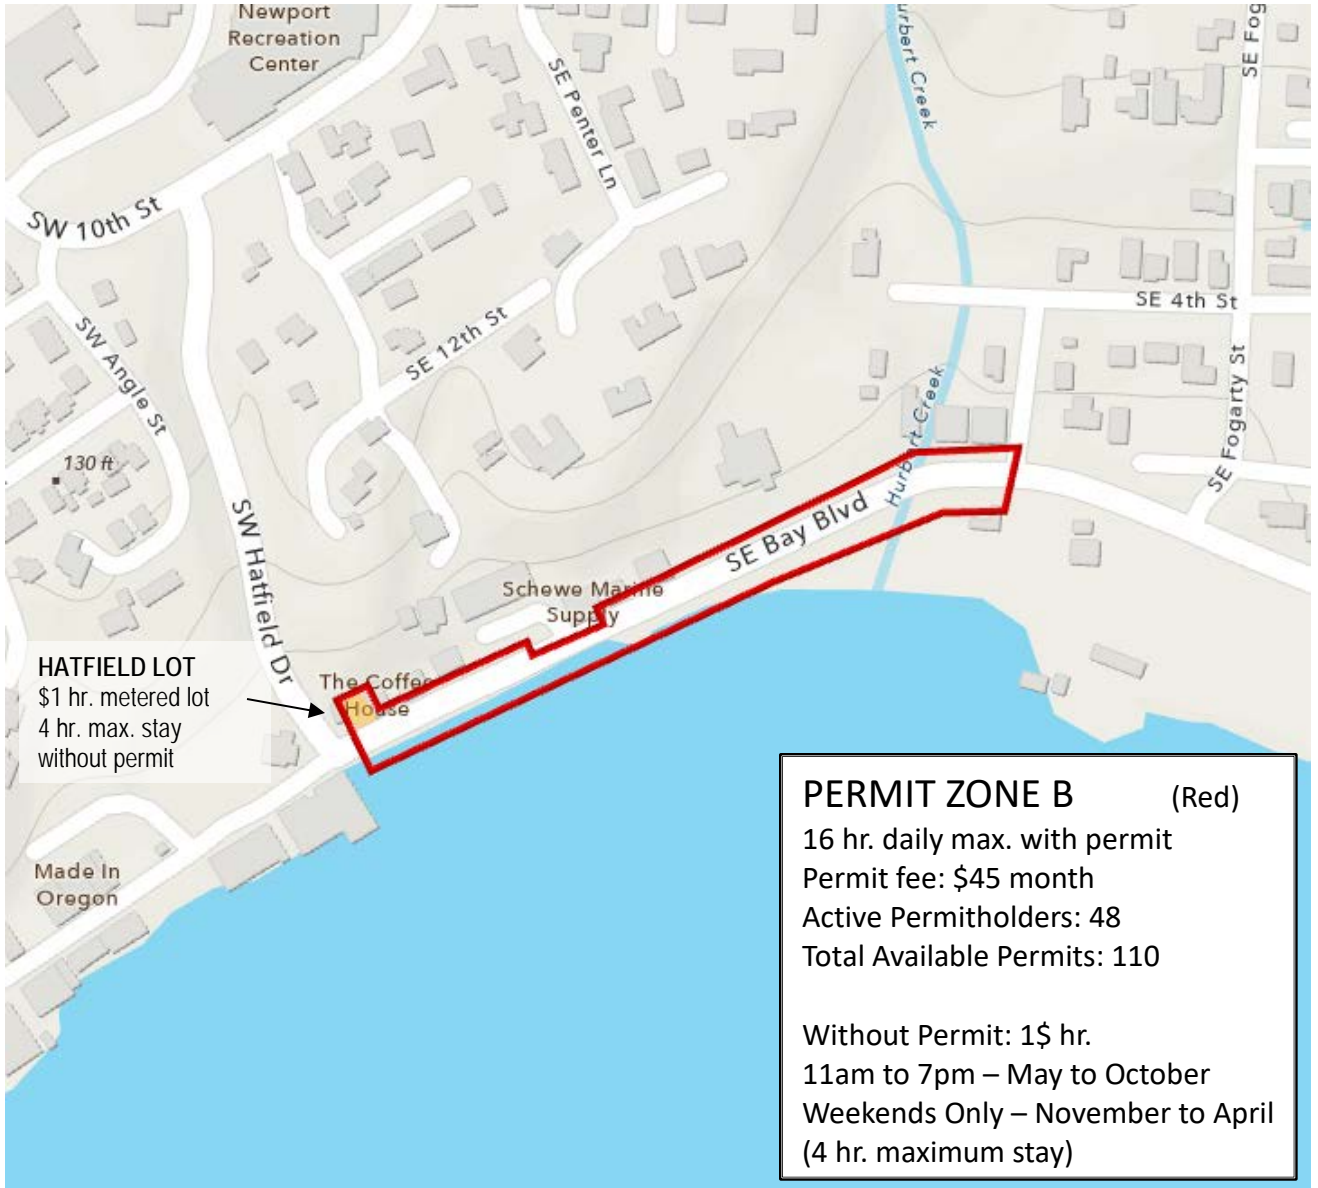 Newport
Recreation
Center
SE Penter Ln
urbert Creek
SE Fog
SW 10th St
SE 4th St
SE 12th St
SW Angle St
Hurbert Creek
SE Fogarty St
130 ft
SW Hatfield Dr
SE Bay Blvd
Schewe Marine
Supply
HATFIELD LOT
$1 hr. metered lot
4 hr. max. stay
without permit
The Coffee
House
Made In
Oregon
PERMIT ZONE B (Red)
16 hr. daily max. with permit
Permit fee: $45 month
Active Permitholders: 48
Total Available Permits: 110
Without Permit: 1$ hr.
11am to 7pm – May to October
Weekends Only – November to April
(4 hr. maximum stay)